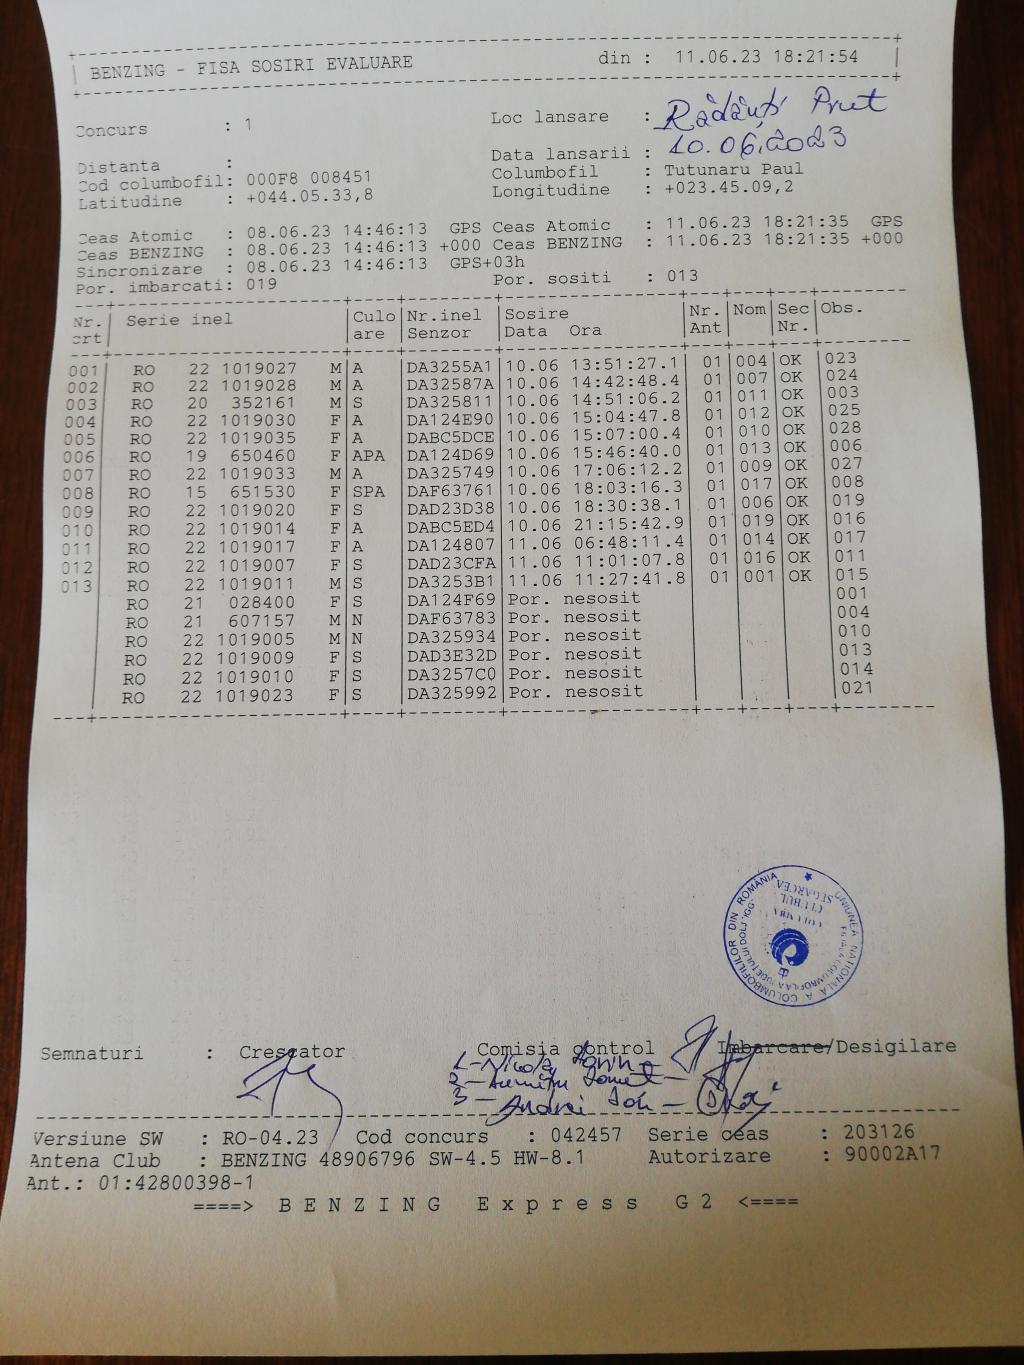 BENZING - FISA SOSIRI EVALUARE din : 11.06.23 18:21:54
Concurs : 1 Loc lansare : Rădăuți Prut
Distanta : Data lansarii : 10.06.2023
Cod columbofil: 000F8 008451 Columbofil : Tutunaru Paul
Latitudine : +044.05.33,8 Longitudine : +023.45.09,2
Ceas Atomic : 08.06.23 14:46:13 GPS Ceas Atomic : 11.06.23 18:21:35 GPS
Ceas BENZING : 08.06.23 14:46:13 +000 Ceas BENZING : 11.06.23 18:21:35 +000
Sincronizare : 08.06.23 14:46:13 GPS+03h
Por. imbarcati: 019 Por. sositi : 013
Nr. Serie inel Culo Nr.inel Sosire Nr. Nom Sec Obs.
crt are Senzor Data Ora Ant Nr.
001 RO 22 1019027 M A DA3255A1 10.06 13:51:27.1 01 004 OK 023
002 RO 22 1019028 M A DA32587A 10.06 14:42:48.4 01 007 OK 024
003 RO 20 352161 M S DA325811 10.06 14:51:06.2 01 011 OK 003
004 RO 22 1019030 F A DA124E90 10.06 15:04:47.8 01 012 OK 025
005 RO 22 1019035 F A DABC5DCE 10.06 15:07:00.4 01 010 OK 028
006 RO 19 650460 F APA DA124D69 10.06 15:46:40.0 01 013 OK 006
007 RO 22 1019033 M A DA325749 10.06 17:06:12.2 01 009 OK 027
008 RO 15 651530 F SPA DAF63761 10.06 18:03:16.3 01 017 OK 008
009 RO 22 1019020 F S DAD23D38 10.06 18:30:38.1 01 006 OK 019
010 RO 22 1019014 F A DABC5ED4 10.06 21:15:42.9 01 019 OK 016
011 RO 22 1019017 F A DA124807 11.06 06:48:11.4 01 014 OK 017
012 RO 22 1019007 F S DAD23CFA 11.06 11:01:07.8 01 016 OK 011
013 RO 22 1019011 M S DA3253B1 11.06 11:27:41.8 01 001 OK 015
RO 21 028400 F S DA124F69 Por. nesosit 001
RO 21 607157 M N DAF63783 Por. nesosit 004
RO 22 1019005 M N DA325934 Por. nesosit 010
RO 22 1019009 F S DAD3E32D Por. nesosit 013
RO 22 1019010 F S DA3257C0 Por. nesosit 014
RO 22 1019023 F S DA325992 Por. nesosit 021
UNIUNEA NATIONALA A COLUMBOFILILOR DIN ROMANIA
CLUBUL
SEGARCEA
Semnaturi : Crescator Comisia control Imbarcare/Desigilare
1-
2-
3- Andrei
Versiune SW : RO-04.23 Cod concurs : 042457 Serie ceas : 203126
Antena Club : BENZING 48906796 SW-4.5 HW-8.1 Autorizare : 90002A17
Ant.: 01:42800398-1
====> BENZING Express G2 <====